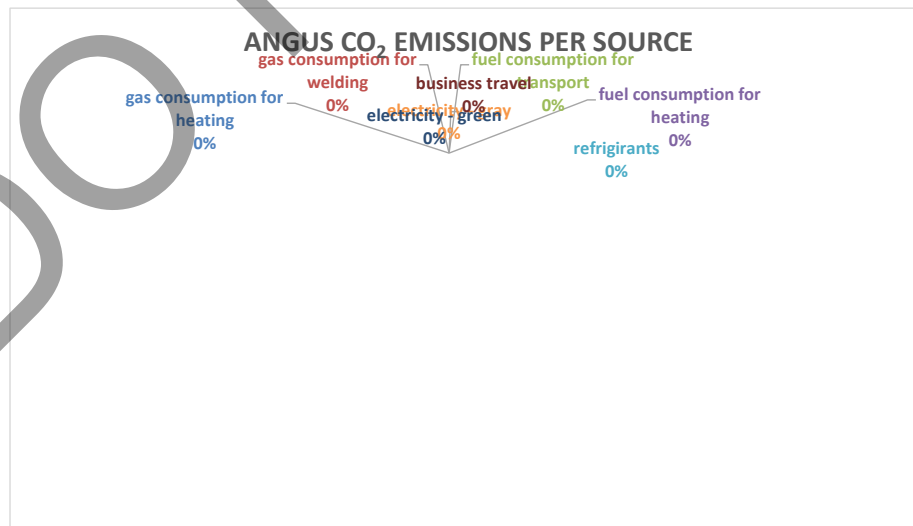 ANGUS CO₂ EMISSIONS PER SOURCE
gas consumption for
welding
0%
fuel consumption for
transport
0%
business travel
0%
gas consumption for
heating
0%
fuel consumption for
heating
0%
electricity - gray
0%
electricity - green
0%
refrigirants
0%